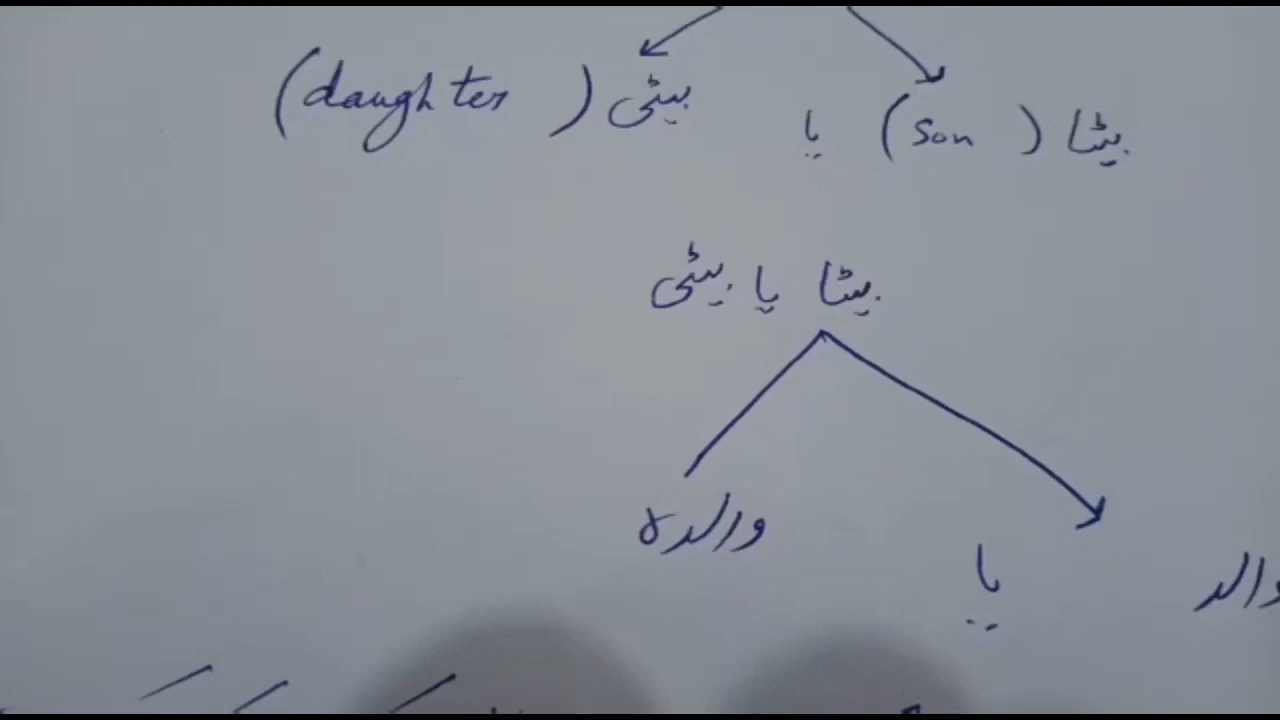 بیٹا (son) یا بیٹی (daughter)
بیٹا یا بیٹی
والد یا والدہ